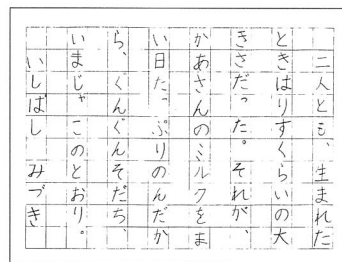 二人とも、生まれた
ときはりすくらいの大
きさだった。それが、
かあさんのミルクをま
い日たっぷりのんだか
ら、ぐんぐんそだち、
いまじゃこのとおり。
いしばし みづき